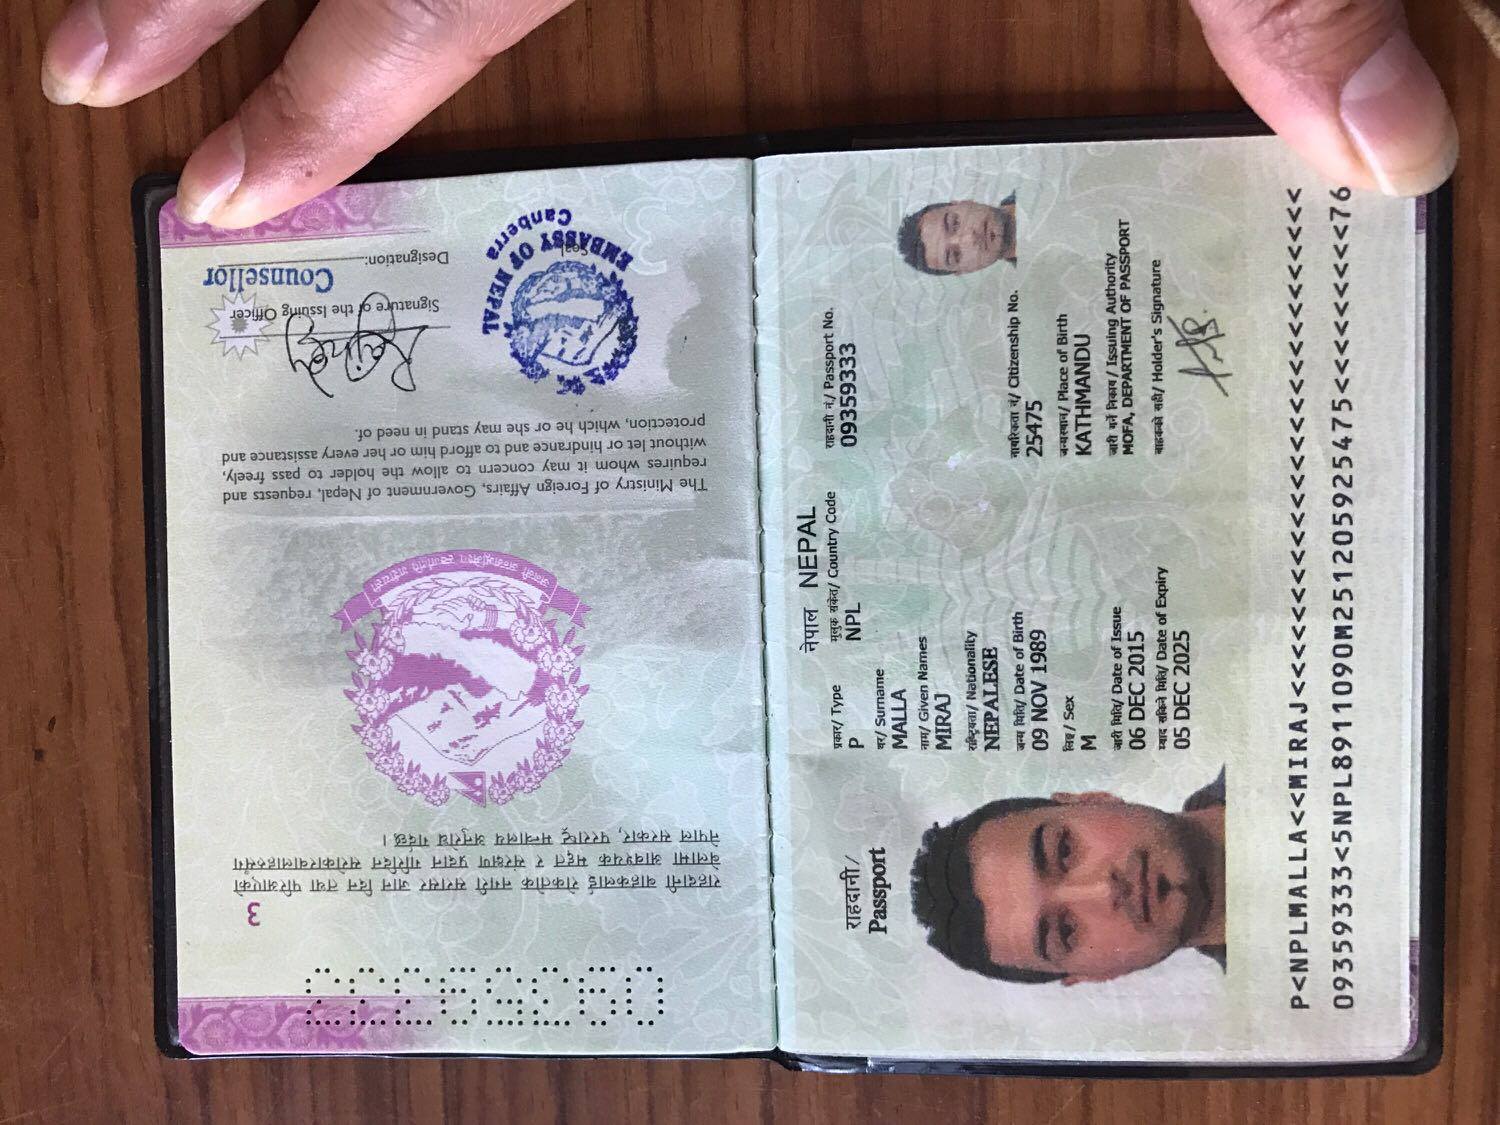 राहदानी वाहकलाई रोकतोक नगरी सरासर जान दिन तथा परिआएको
बेलामा आवश्यक मद्दत र संरक्षण प्रदान गरिदिन सरोकारवालाहरुसँग
नेपाल सरकार, परराष्ट्र मन्त्रालय अनुरोध गर्दछ ।
3
The Ministry of Foreign Affairs, Government of Nepal, requests and
requires whom it may concern to allow the holder to pass freely,
without let or hindrance and to afford him or her every assistance and
protection, which he or she may stand in need of.
Signature of the Issuing Officer
Designation:
Counsellor
Seal
EMBASSY OF NEPAL
Canberra
09359333
राहदानी/
Passport
नेपाल NEPAL
प्रकार/ Type
P
मुलुक संकेत/ Country Code
NPL
राहदानी नं/ Passport No.
09359333
थर/ Surname
MALLA
नाम/ Given Names
MIRAJ
राष्ट्रियता/ Nationality
NEPALESE
जन्म मिति/ Date of Birth
09 NOV 1989
नागरिकता नं/ Citizenship No.
25475
लिङ्ग/ Sex
M
जन्मस्थान/ Place of Birth
KATHMANDU
जारी मिति/ Date of Issue
06 DEC 2015
जारी गर्ने निकाय/ Issuing Authority
MOFA, DEPARTMENT OF PASSPORT
म्याद सकिने मिति/ Date of Expiry
05 DEC 2025
वाहकको सही/ Holder's Signature
P<NPLMALLA<<MIRAJ<<<<<<<<<<<<<<<<<<<<<<<<<<<
09359333<5NPL8911090M251205925475<<<<<<<<<76